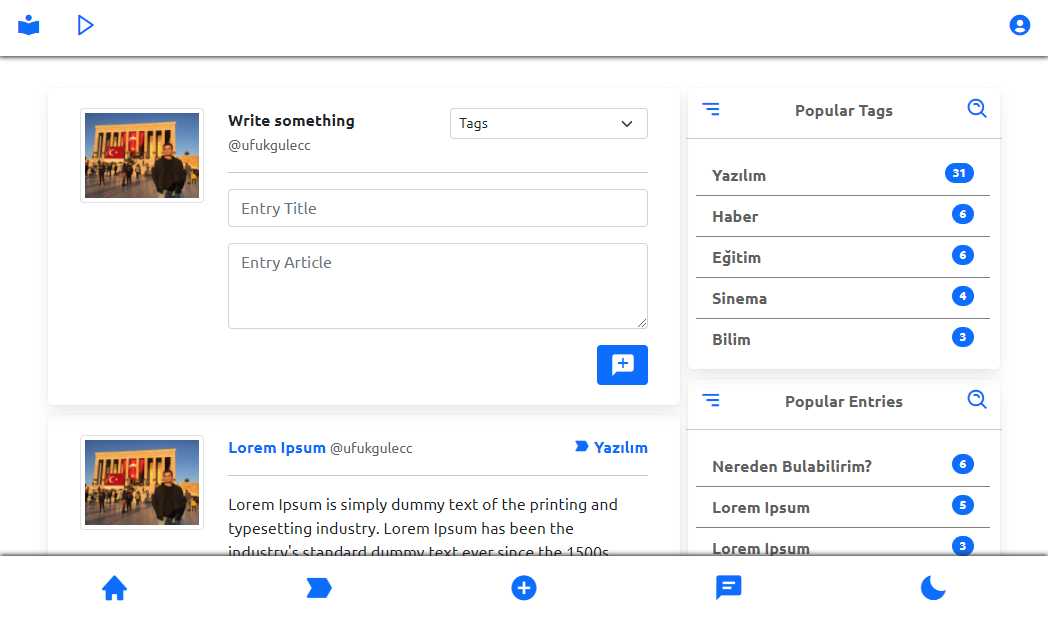 Write something
@ufukgulecc
Tags
Entry Title
Entry Article
Lorem Ipsum @ufukgulecc
Yazılım
Lorem Ipsum is simply dummy text of the printing and
typesetting industry. Lorem Ipsum has been the
industry's standard dummy text ever since the 1500s
Popular Tags
Yazılım 31
Haber 6
Eğitim 6
Sinema 4
Bilim 3
Popular Entries
Nereden Bulabilirim? 6
Lorem Ipsum 5
Lorem Ipsum 3